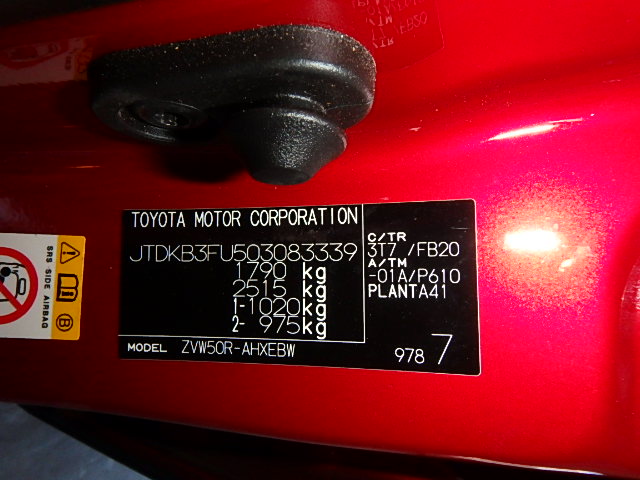 TOYOTA MOTOR CORPORATION
JTDKB3FU503083339
1790 kg
2515 kg
1-1020 kg
2- 975 kg
MODEL ZVW50R-AHXEBW
C/TR
3T7 /FB20
A/TM
-01A/P610
PLANTA41
978 7
SRS SIDE AIRBAG
B